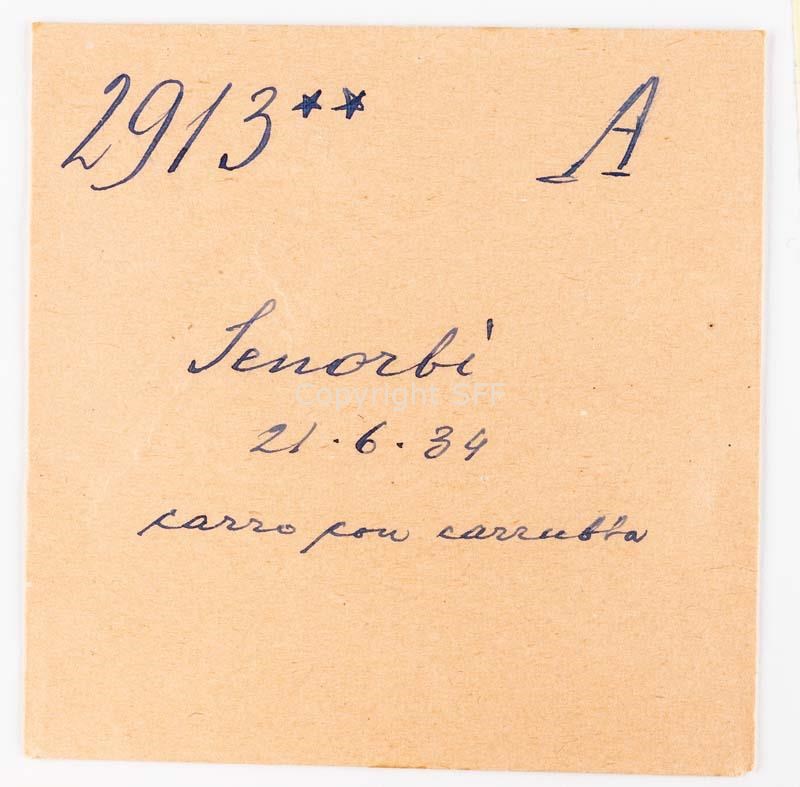 2913** A
Senorbì
Copyright SFF
21.6.34
carro con carrubba